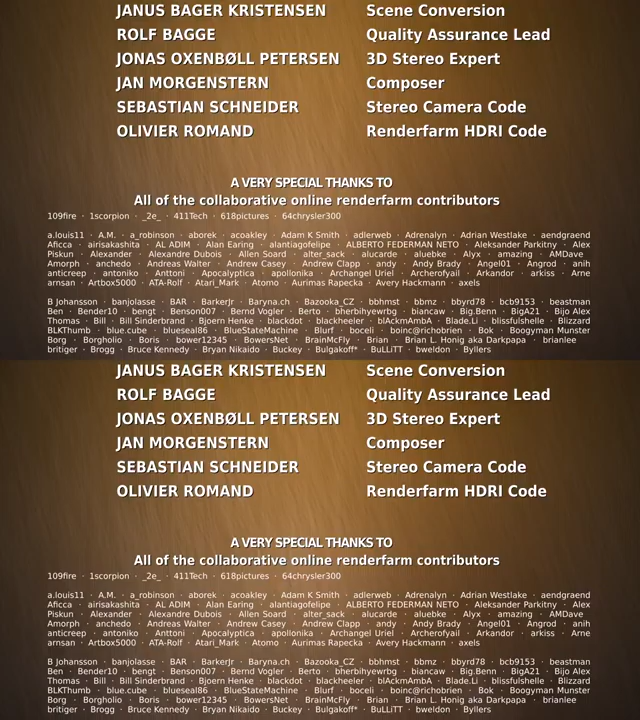 JANUS BAGER KRISTENSEN Scene Conversion
ROLF BAGGE Quality Assurance Lead
JONAS OXENBØLL PETERSEN 3D Stereo Expert
JAN MORGENSTERN Composer
SEBASTIAN SCHNEIDER Stereo Camera Code
OLIVIER ROMAND Renderfarm HDRI Code
A VERY SPECIAL THANKS TO
All of the collaborative online renderfarm contributors
109fire · 1scorpion · _2e_ · 411Tech · 618pictures · 64chrysler300
a.louis11 · A.M. · a_robinson · aborek · acoakley · Adam K Smith · adlerweb · Adrenalyn · Adrian Westlake · aendgraend
Aficca · airisakashita · AL ADIM · Alan Earing · alantiagofelipe · ALBERTO FEDERMAN NETO · Aleksander Parkitny · Alex
Piskun · Alexander · Alexandre Dubois · Allen Soard · alter_sack · alucarde · aluebke · Alyx · amazing · AMDave
Amorph · anchedo · Andreas Walter · Andrew Casey · Andrew Clapp · andy · Andy Brady · Angel01 · Angrod · anih
anticreep · antoniko · Anttoni · Apocalyptica · apollonika · Archangel Uriel · Archerofyail · Arkandor · arkiss · Arne
arnsan · Artbox5000 · ATA-Rolf · Atari_Mark · Atomo · Aurimas Rapecka · Avery Hackmann · axels
B Johansson · banjolasse · BAR · BarkerJr · Baryna.ch · Bazooka_CZ · bbhmst · bbmz · bbyrd78 · bcb9153 · beastman
Ben · Bender10 · bengt · Benson007 · Bernd Vogler · Berto · bherbihyewebrg · biancaw · Big.Benn · BigA21 · Bijo Alex
Thomas · Bill · Bill Sinderbrand · Bjoern Henke · blackdot · blackheeler · blAckmAmbA · Blade.Li · blissfulshelle · Blizzard
BLKThumb · blue.cube · blueseal86 · BlueStateMachine · Blurf · boceli · boinc@richobrien · Bok · Boogyman Munster
Borg · Borgholio · Boris · bower12345 · BowersNet · BrainMcFly · Brian · Brian L. Honig aka Darkpapa · brianlee
britiger · Brogg · Bruce Kennedy · Bryan Nikaido · Buckey · Bulgakoff* · BuLLiTT · bweldon · Byllers
JANUS BAGER KRISTENSEN Scene Conversion
ROLF BAGGE Quality Assurance Lead
JONAS OXENBØLL PETERSEN 3D Stereo Expert
JAN MORGENSTERN Composer
SEBASTIAN SCHNEIDER Stereo Camera Code
OLIVIER ROMAND Renderfarm HDRI Code
A VERY SPECIAL THANKS TO
All of the collaborative online renderfarm contributors
109fire · 1scorpion · _2e_ · 411Tech · 618pictures · 64chrysler300
a.louis11 · A.M. · a_robinson · aborek · acoakley · Adam K Smith · adlerweb · Adrenalyn · Adrian Westlake · aendgraend
Aficca · airisakashita · AL ADIM · Alan Earing · alantiagofelipe · ALBERTO FEDERMAN NETO · Aleksander Parkitny · Alex
Piskun · Alexander · Alexandre Dubois · Allen Soard · alter_sack · alucarde · aluebke · Alyx · amazing · AMDave
Amorph · anchedo · Andreas Walter · Andrew Casey · Andrew Clapp · andy · Andy Brady · Angel01 · Angrod · anih
anticreep · antoniko · Anttoni · Apocalyptica · apollonika · Archangel Uriel · Archerofyail · Arkandor · arkiss · Arne
arnsan · Artbox5000 · ATA-Rolf · Atari_Mark · Atomo · Aurimas Rapecka · Avery Hackmann · axels
B Johansson · banjolasse · BAR · BarkerJr · Baryna.ch · Bazooka_CZ · bbhmst · bbmz · bbyrd78 · bcb9153 · beastman
Ben · Bender10 · bengt · Benson007 · Bernd Vogler · Berto · bherbihyewebrg · biancaw · Big.Benn · BigA21 · Bijo Alex
Thomas · Bill · Bill Sinderbrand · Bjoern Henke · blackdot · blackheeler · blAckmAmbA · Blade.Li · blissfulshelle · Blizzard
BLKThumb · blue.cube · blueseal86 · BlueStateMachine · Blurf · boceli · boinc@richobrien · Bok · Boogyman Munster
Borg · Borgholio · Boris · bower12345 · BowersNet · BrainMcFly · Brian · Brian L. Honig aka Darkpapa · brianlee
britiger · Brogg · Bruce Kennedy · Bryan Nikaido · Buckey · Bulgakoff* · BuLLiTT · bweldon · Byllers